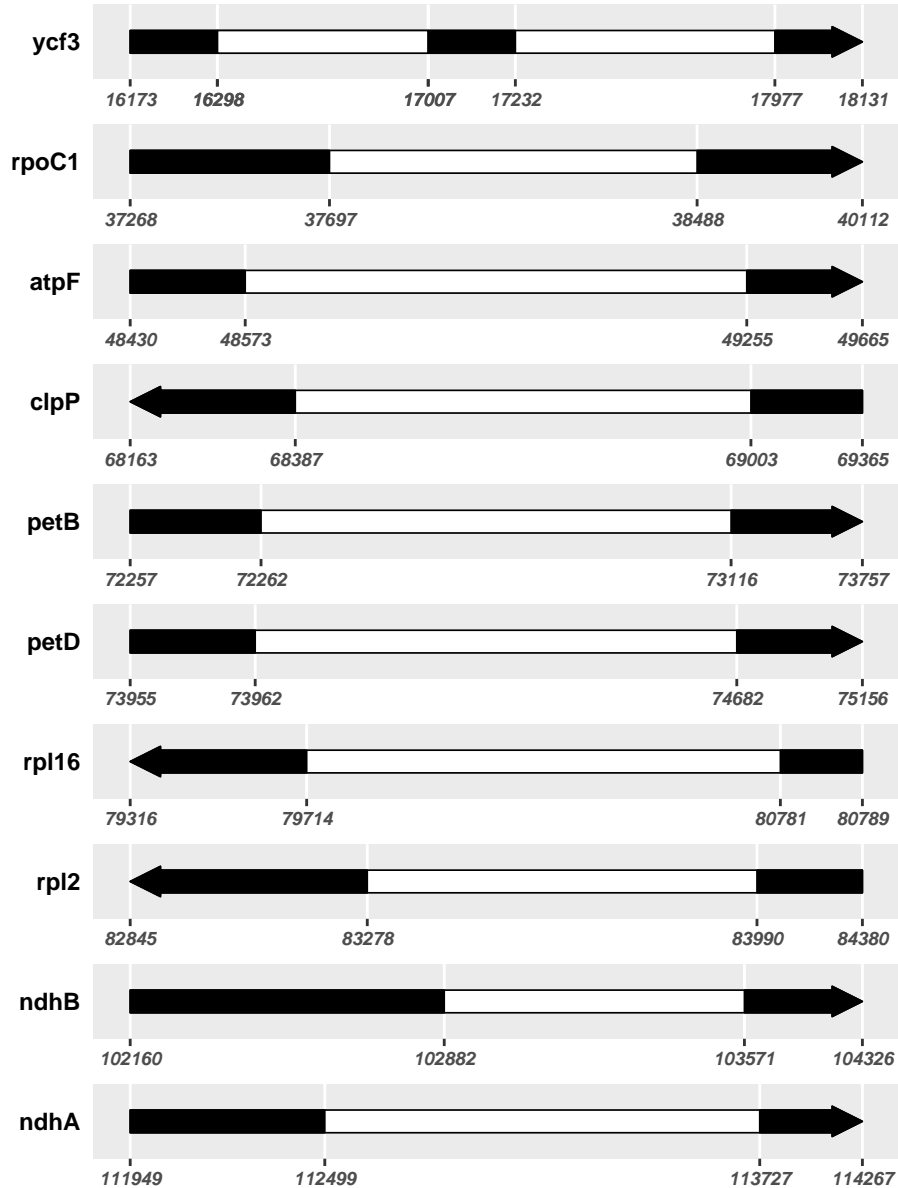 ycf3
16173 16298 17007 17232 17977 18131
rpoC1
37268 37697 38488 40112
atpF
48430 48573 49255 49665
clpP
68163 68387 69003 69365
petB
72257 72262 73116 73757
petD
73955 73962 74682 75156
rpl16
79316 79714 80781 80789
rpl2
82845 83278 83990 84380
ndhB
102160 102882 103571 104326
ndhA
111949 112499 113727 114267